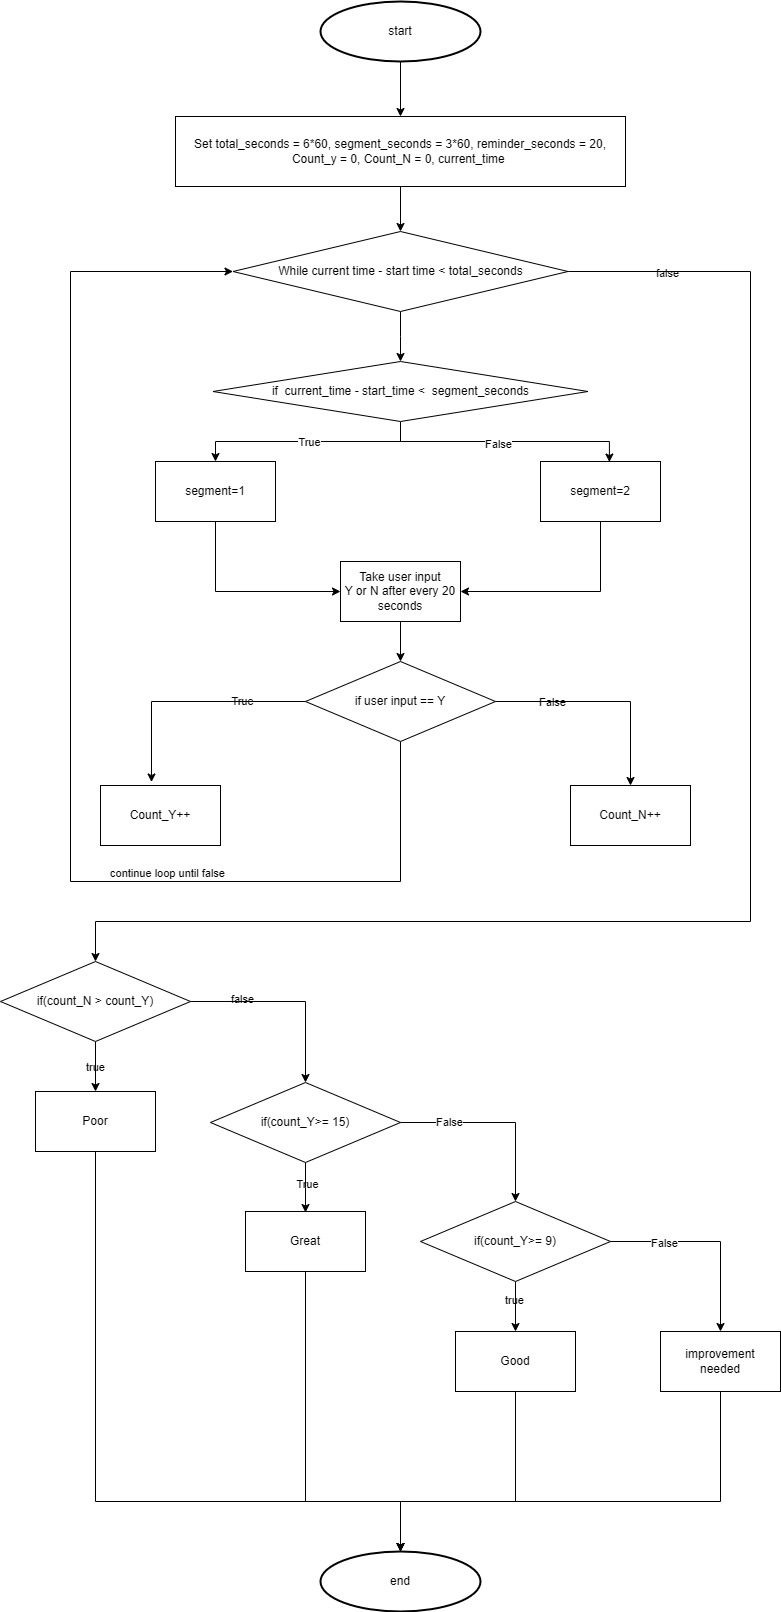 start
Set total_seconds = 6*60, segment_seconds = 3*60, reminder_seconds = 20,
Count_y = 0, Count_N = 0, current_time
While current time - start time < total_seconds
false
if  current_time - start_time <  segment_seconds
True
False
segment=1
segment=2
Take user input
Y or N after every 20
seconds
if user input == Y
True
False
Count_Y++
Count_N++
continue loop until false
if(count_N > count_Y)
false
true
Poor
if(count_Y>= 15)
False
True
Great
if(count_Y>= 9)
False
true
Good
improvement
needed
end